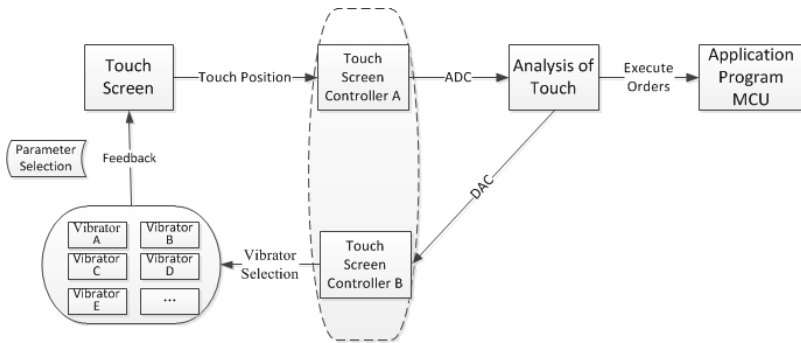 Touch
Screen
Touch Position
Touch
Screen
Controller A
ADC
Analysis of
Touch
Execute
Orders
Application
Program
MCU
Parameter
Selection
Feedback
DAC
Vibrator
A
Vibrator
B
Vibrator
C
Vibrator
D
Vibrator
E
...
Vibrator
Selection
Touch
Screen
Controller B